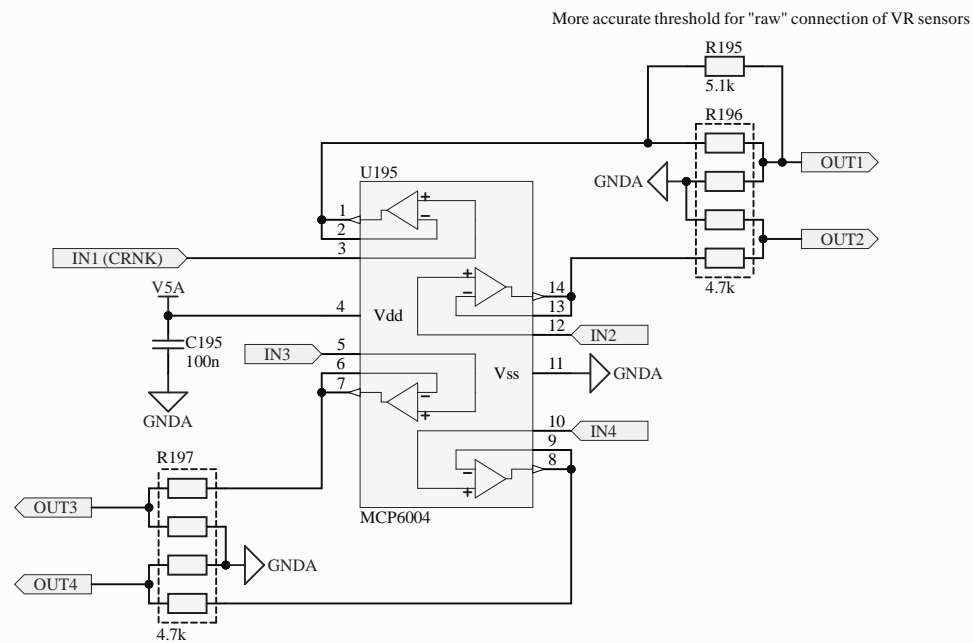 More accurate threshold for "raw" connection of VR sensors
R195
5.1k
R196
OUT1
GNDA
OUT2
4.7k
U195
1
2
3
IN1 (CRNK)
+
−
+
−
14
13
12
IN2
V5A
4
Vdd
C195
100n
GNDA
IN3
5
6
7
Vss
11
GNDA
−
+
10
9
8
IN4
−
+
MCP6004
R197
OUT3
GNDA
OUT4
4.7k